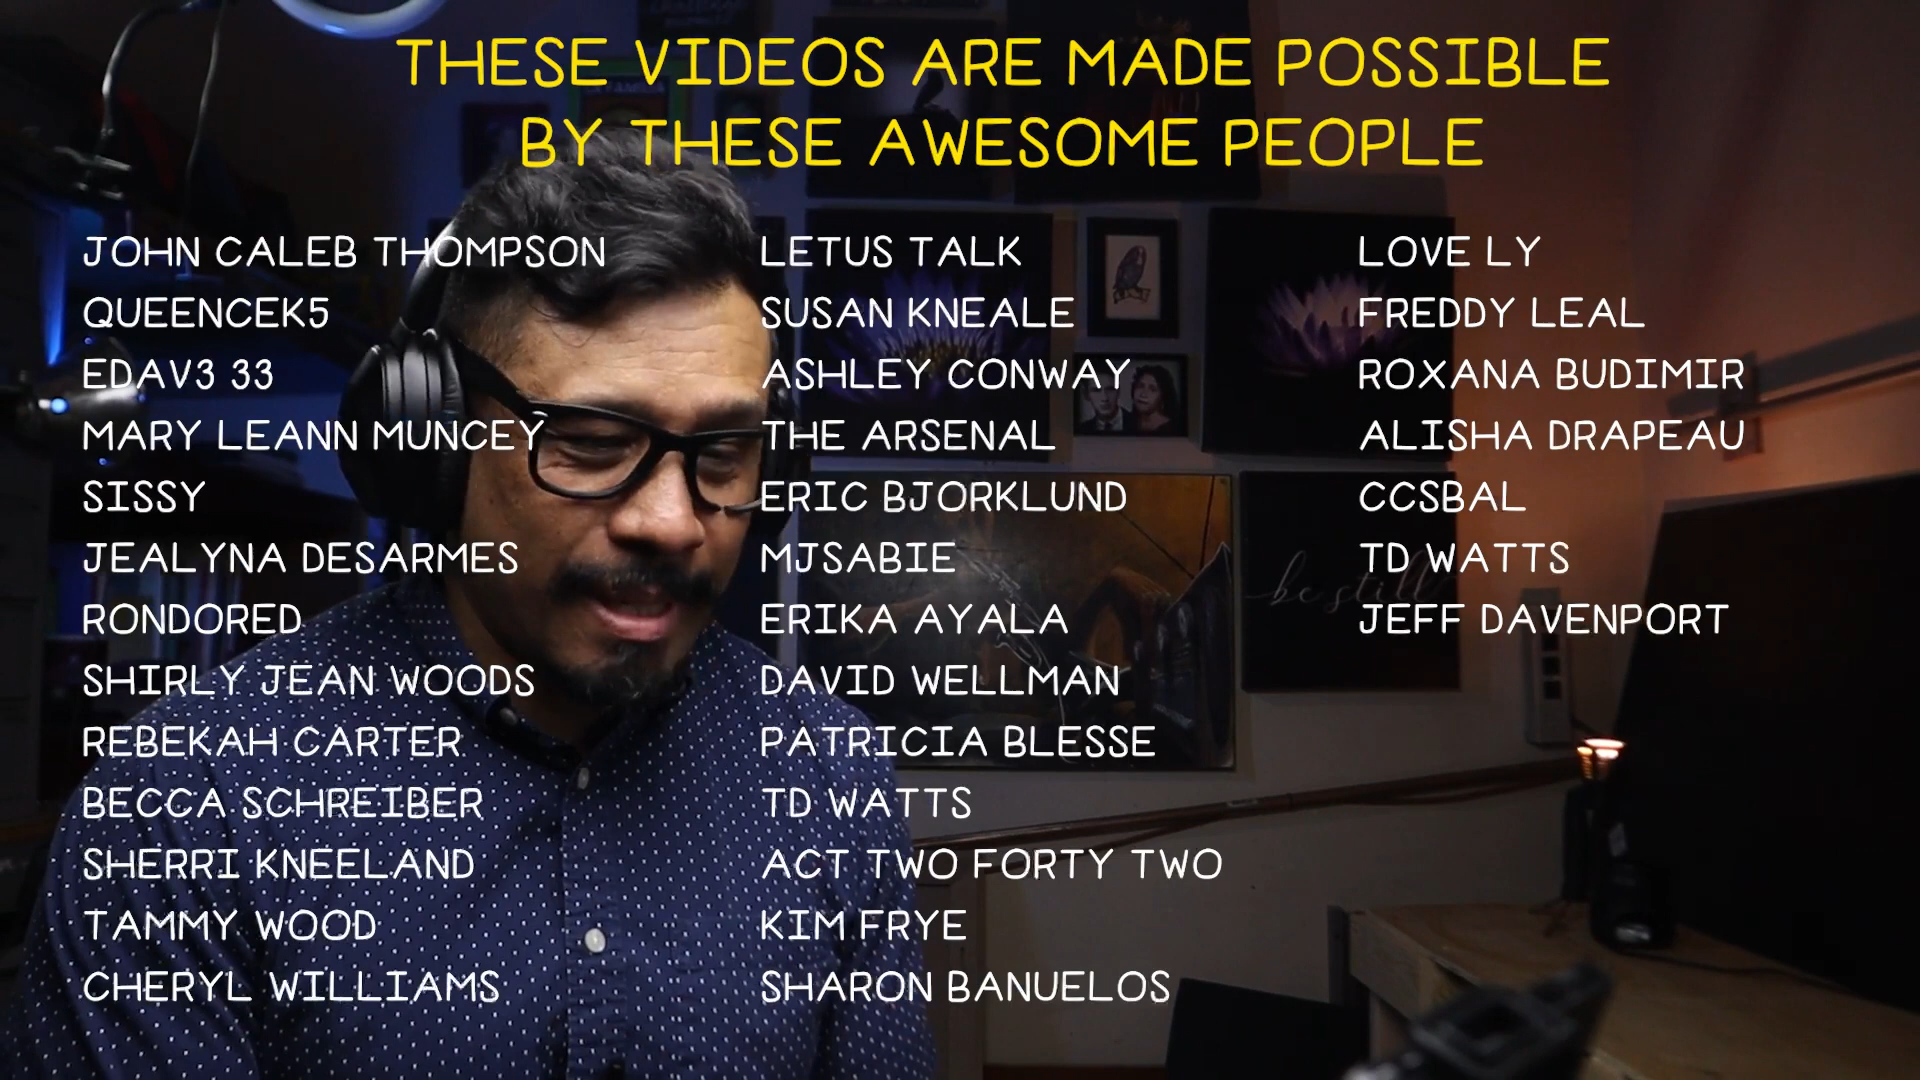 THESE VIDEOS ARE MADE POSSIBLE
BY THESE AWESOME PEOPLE
JOHN CALEB THOMPSON
QUEENCEK5
EDAV3 33
MARY LEANN MUNCEY
SISSY
JEALYNA DESARMES
RONDORED
SHIRLY JEAN WOODS
REBEKAH CARTER
BECCA SCHREIBER
SHERRI KNEELAND
TAMMY WOOD
CHERYL WILLIAMS
LETUS TALK
SUSAN KNEALE
ASHLEY CONWAY
THE ARSENAL
ERIC BJORKLUND
MJSABIE
ERIKA AYALA
DAVID WELLMAN
PATRICIA BLESSE
TD WATTS
ACT TWO FORTY TWO
KIM FRYE
SHARON BANUELOS
LOVE LY
FREDDY LEAL
ROXANA BUDIMIR
ALISHA DRAPEAU
CCSBAL
TD WATTS
JEFF DAVENPORT
be still